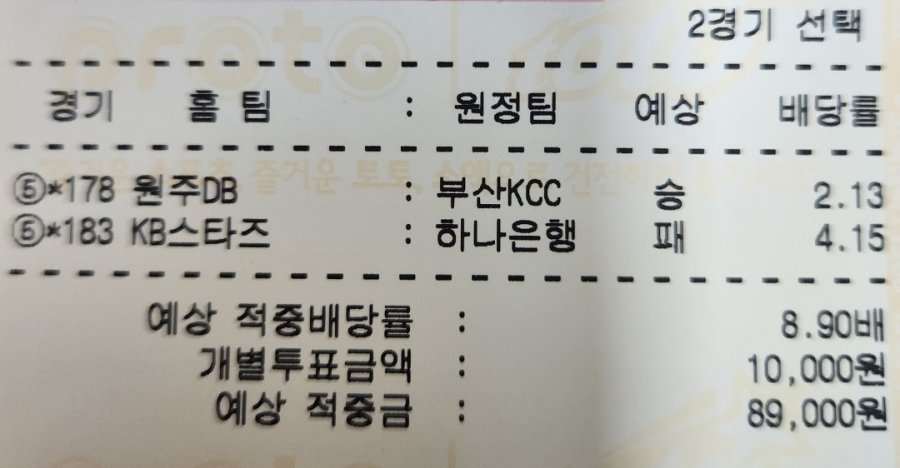 proto
2경기 선택
경기 홈 팀 : 원정팀 예상 배당률
⑤*178 원주DB : 부산KCC 승 2.13
⑤*183 KB스타즈 : 하나은행 패 4.15
예상 적중배당률 : 8.90배
개별투표금액 : 10,000원
예상 적중금 : 89,000원